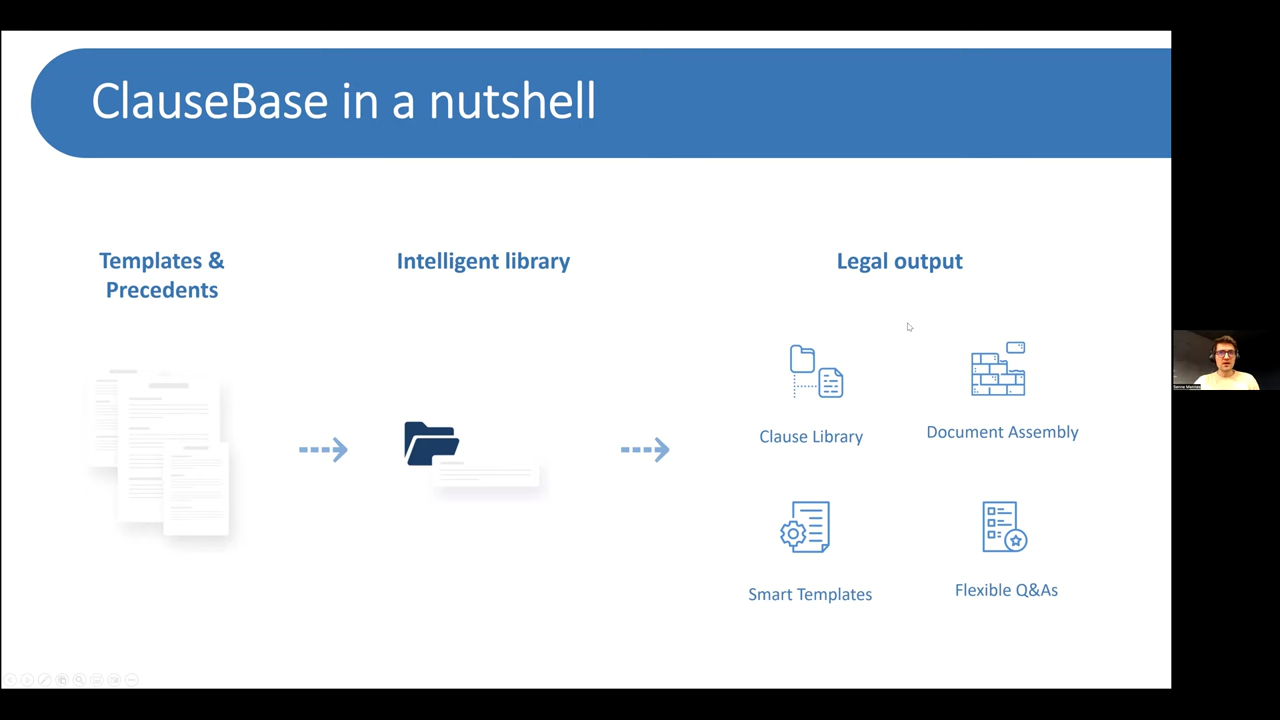 ClauseBase in a nutshell
Templates &
Precedents
Intelligent library
Legal output
Clause Library
Document Assembly
Smart Templates
Flexible Q&As